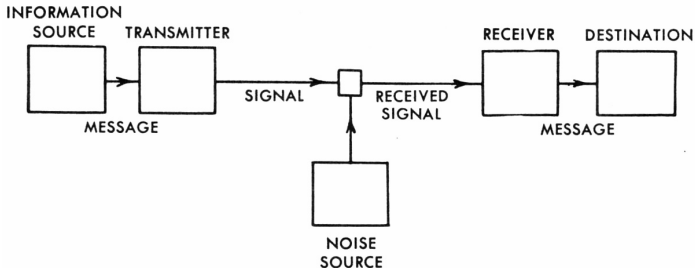 INFORMATION
SOURCE
TRANSMITTER
RECEIVER
DESTINATION
SIGNAL
RECEIVED
SIGNAL
MESSAGE
MESSAGE
NOISE
SOURCE